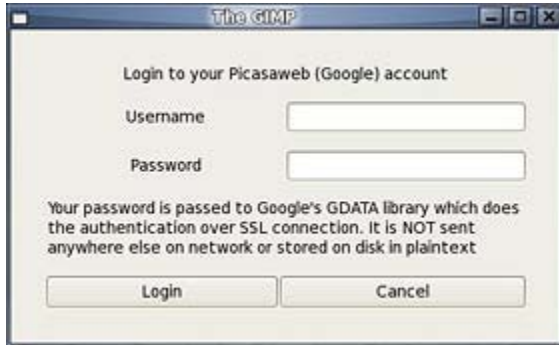 The GIMP
Login to your Picasaweb (Google) account
Username
Password
Your password is passed to Google's GDATA library which does
the authentication over SSL connection. It is NOT sent
anywhere else on network or stored on disk in plaintext
Login Cancel